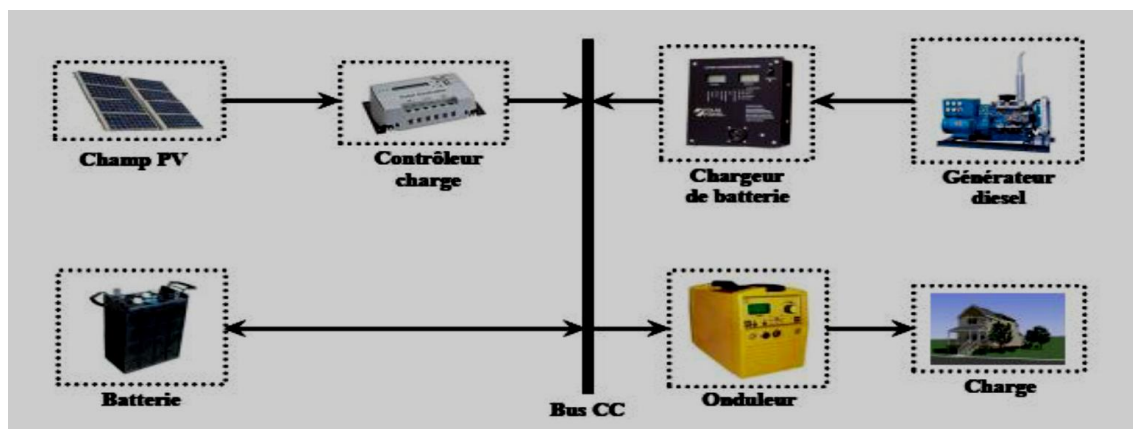 Champ PV
Contrôleur
charge
Chargeur
de batterie
Générateur
diesel
Batterie
Bus CC
Onduleur
Charge